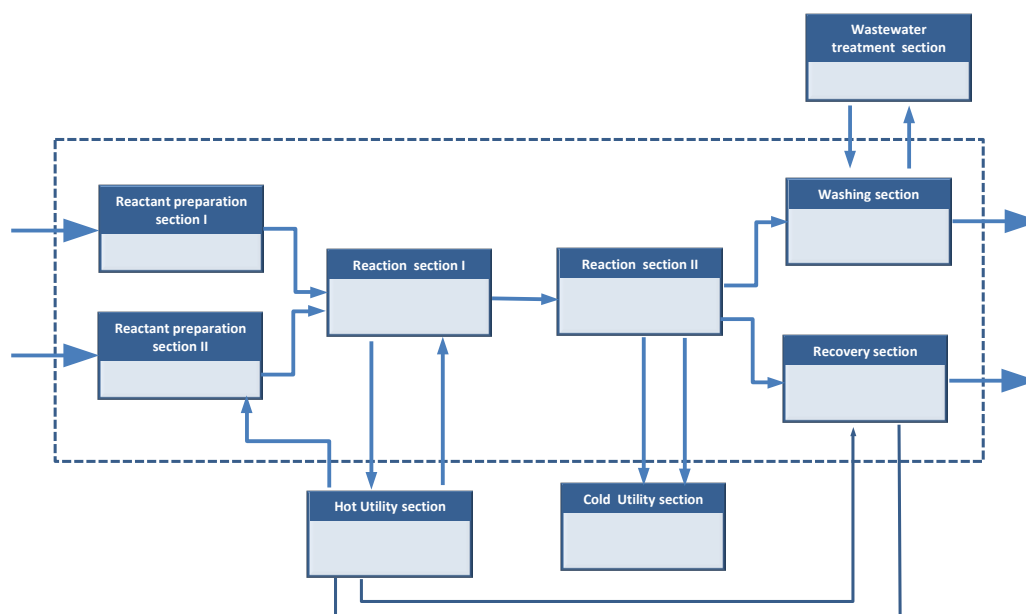 Wastewater
treatment section
Reactant preparation
section I
Washing section
Reaction section I
Reaction section II
Reactant preparation
section II
Recovery section
Hot Utility section
Cold Utility section